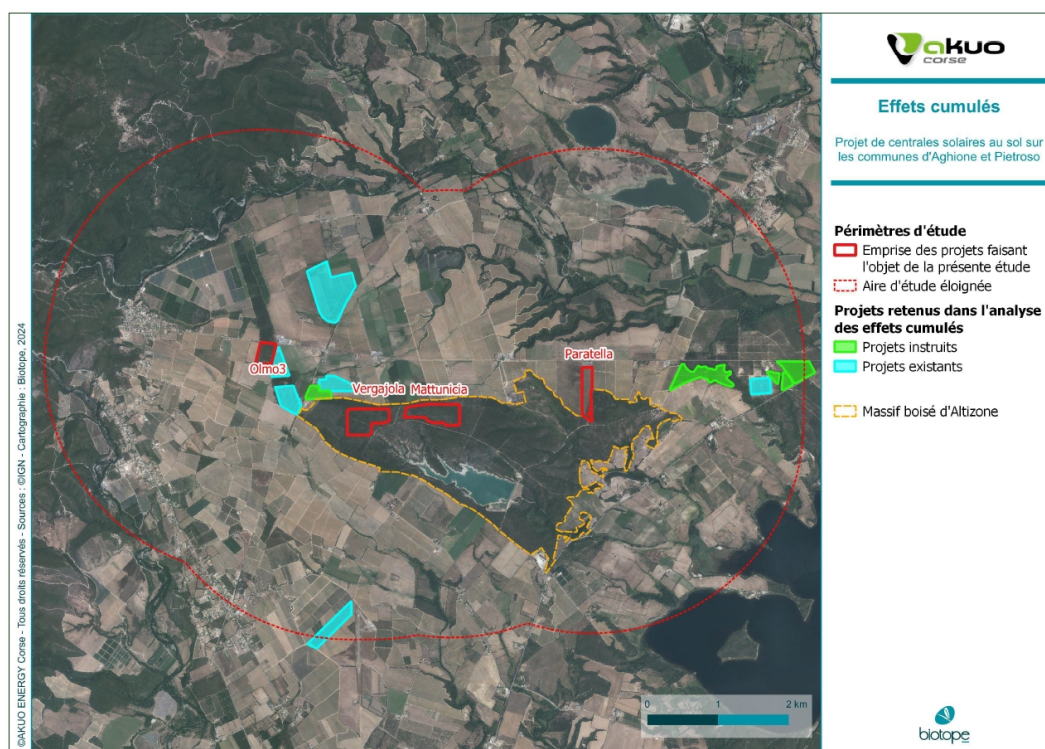 akuo
corse
Effets cumulés
Projet de centrales solaires au sol sur
les communes d'Aghione et Pietroso
Périmètres d'étude
Emprise des projets faisant
l'objet de la présente étude
Aire d'étude éloignée
Projets retenus dans l'analyse
des effets cumulés
Projets instruits
Projets existants
Massif boisé d'Altizone
Olmo3
Vergajola
Mattunicia
Paratella
0
1
2 km
biotope
©AKUO ENERGY Corse - Tous droits réservés - Sources : ©IGN - Cartographie : Biotope, 2024